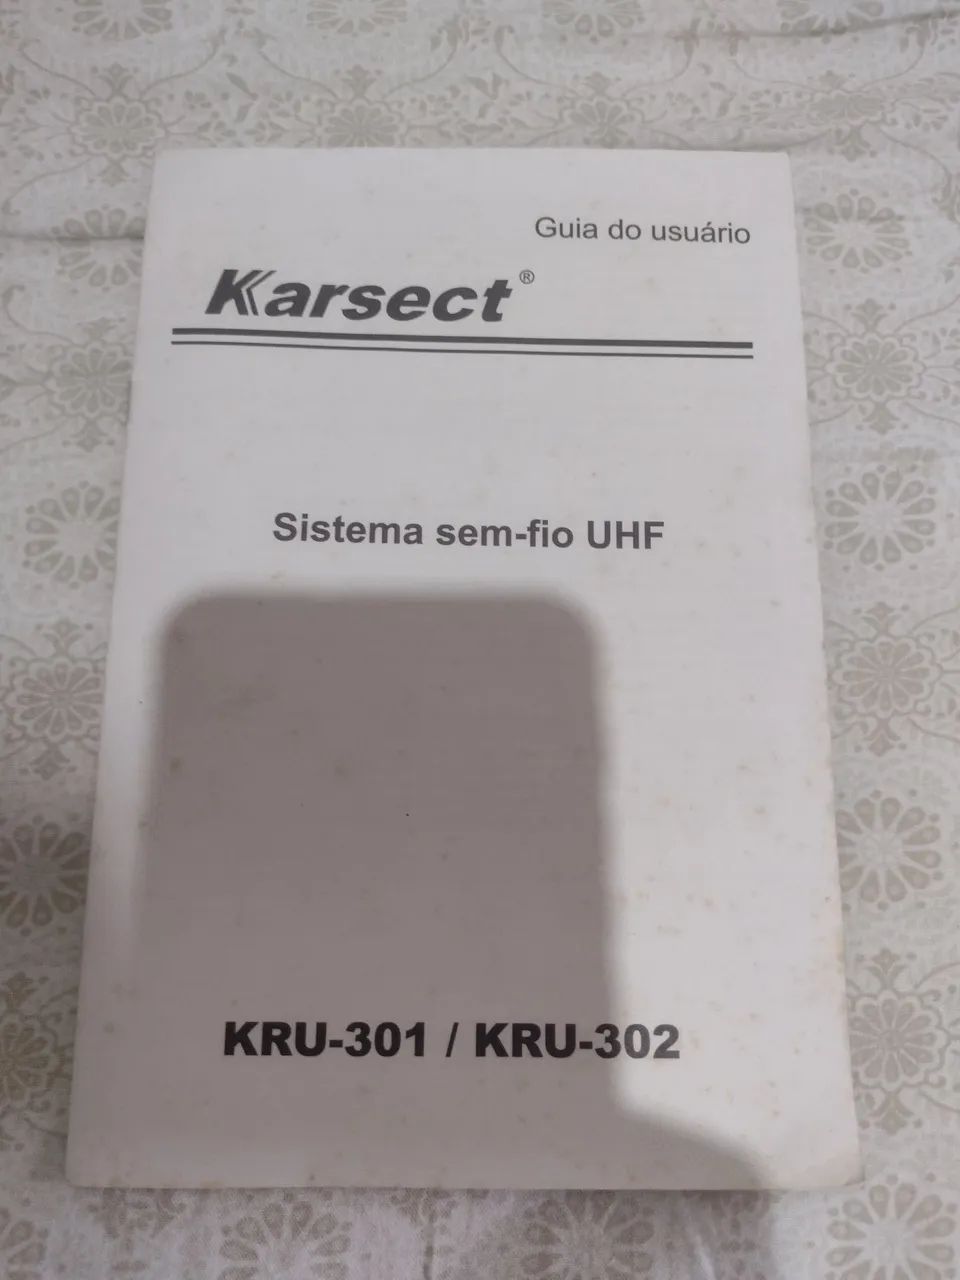 Guia do usuário
Karsect®
Sistema sem-fio UHF
KRU-301 / KRU-302